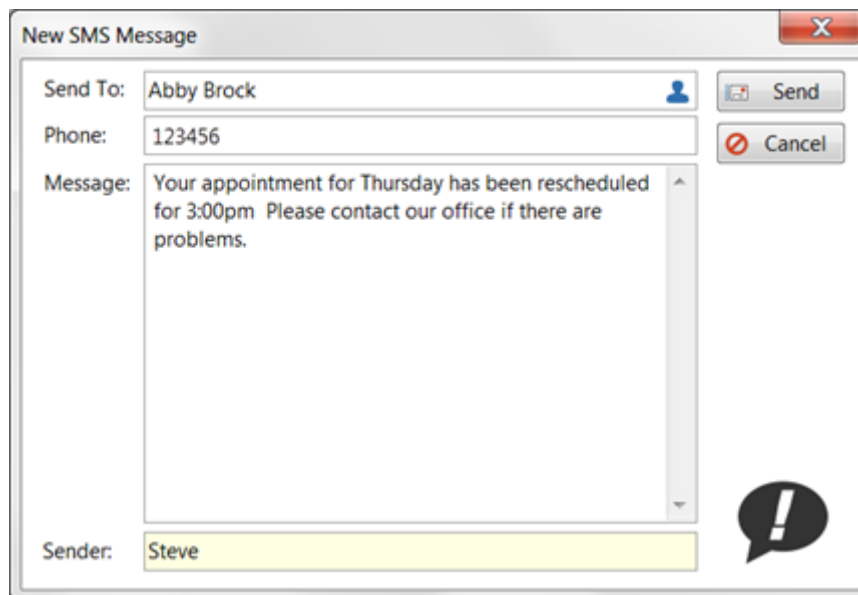 New SMS Message
Send To: Abby Brock
Send
Phone: 123456
Cancel
Message: Your appointment for Thursday has been rescheduled
for 3:00pm  Please contact our office if there are
problems.
Sender: Steve